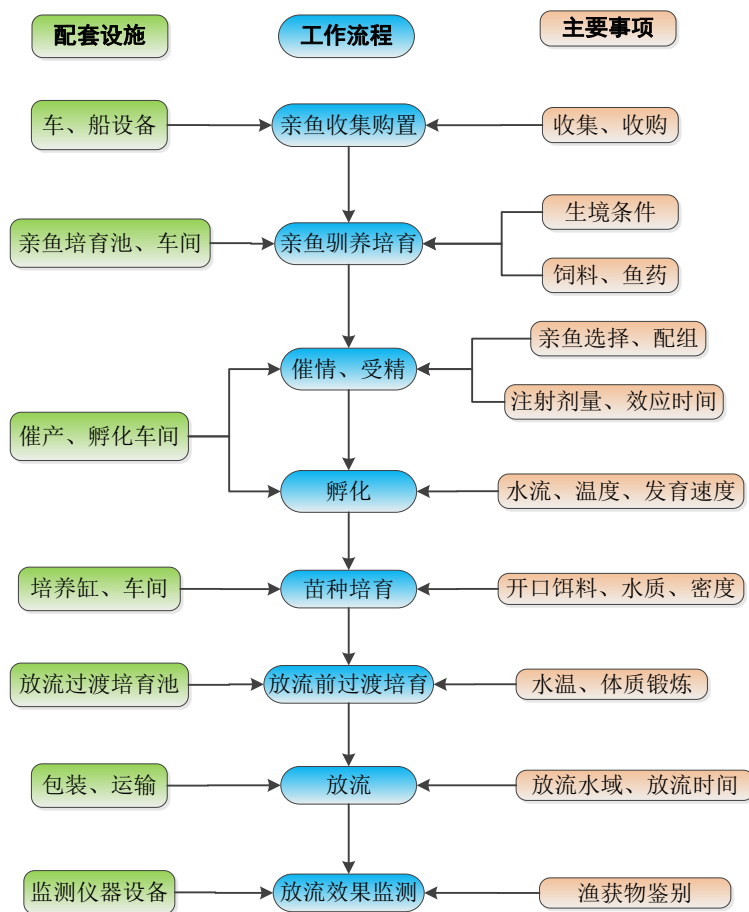 配套设施
工作流程
主要事项
车、船设备
亲鱼收集购置
收集、收购
亲鱼培育池、车间
亲鱼驯养培育
生境条件
饲料、鱼药
催产、孵化车间
催情、受精
亲鱼选择、配组
注射剂量、效应时间
孵化
水流、温度、发育速度
培养缸、车间
苗种培育
开口饵料、水质、密度
放流过渡培育池
放流前过渡培育
水温、体质锻炼
包装、运输
放流
放流水域、放流时间
监测仪器设备
放流效果监测
渔获物鉴别